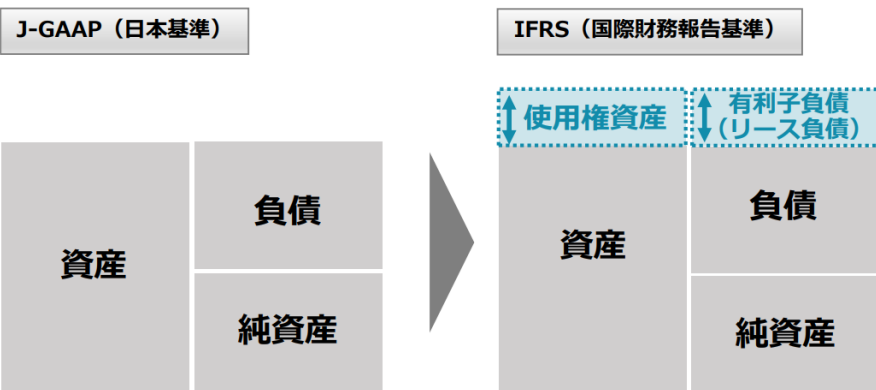 J-GAAP（日本基準）
資産
負債
純資産
IFRS（国際財務報告基準）
使用権資産
有利子負債
（リース負債）
資産
負債
純資産